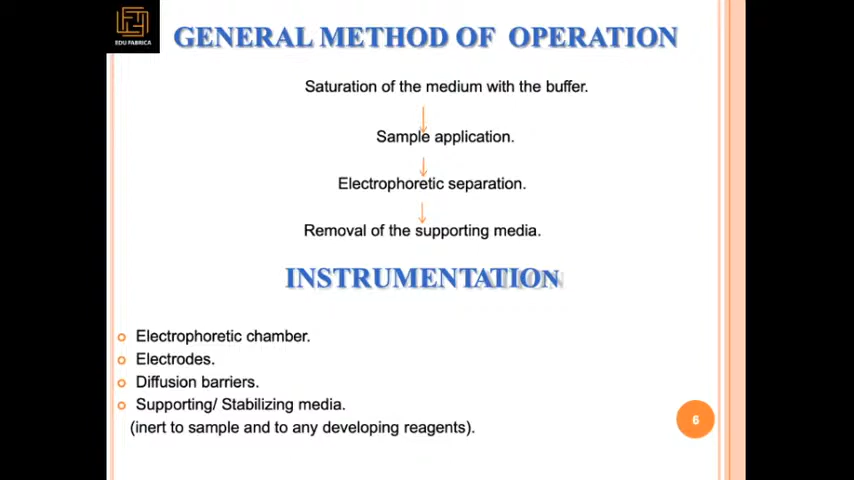 EDU FABRICA
GENERAL METHOD OF OPERATION
Saturation of the medium with the buffer.
Sample application.
Electrophoretic separation.
Removal of the supporting media.
INSTRUMENTATION
Electrophoretic chamber.
Electrodes.
Diffusion barriers.
Supporting/ Stabilizing media.
(inert to sample and to any developing reagents).
6